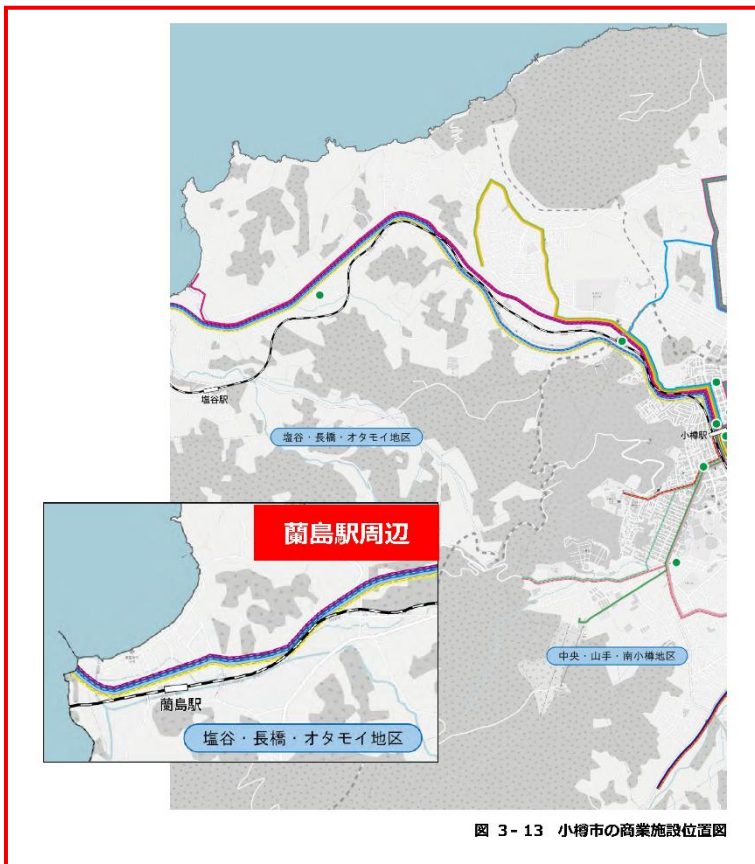 塩谷駅
小樽駅
塩谷・長橋・オタモイ地区
蘭島駅周辺
中央・山手・南小樽地区
蘭島駅
塩谷・長橋・オタモイ地区
図 3-13 小樽市の商業施設位置図